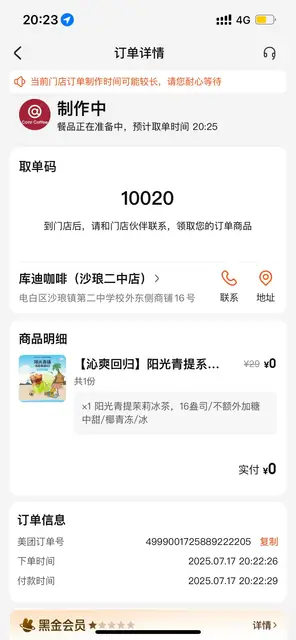 20:23
4G
订单详情
当前门店订单制作时间可能较长，请您耐心等待
Cotti Coffee
制作中
餐品正在准备中，预计取单时间 20:25
取单码
10020
到门店后，请和门店伙伴联系，领取您的订单商品
库迪咖啡（沙琅二中店）
电白区沙琅镇第二中学校外东侧商铺16号
联系
地址
商品明细
【沁爽回归】阳光青提系...
¥29 ¥0
共1份
×1 阳光青提茉莉冰茶，16盎司/不额外加糖
中甜/椰青冻/冰
实付 ¥0
订单信息
美团订单号
4999001725889222205 复制
下单时间
2025.07.17 20:22:26
付款时间
2025.07.17 20:22:29
黑金会员
详情